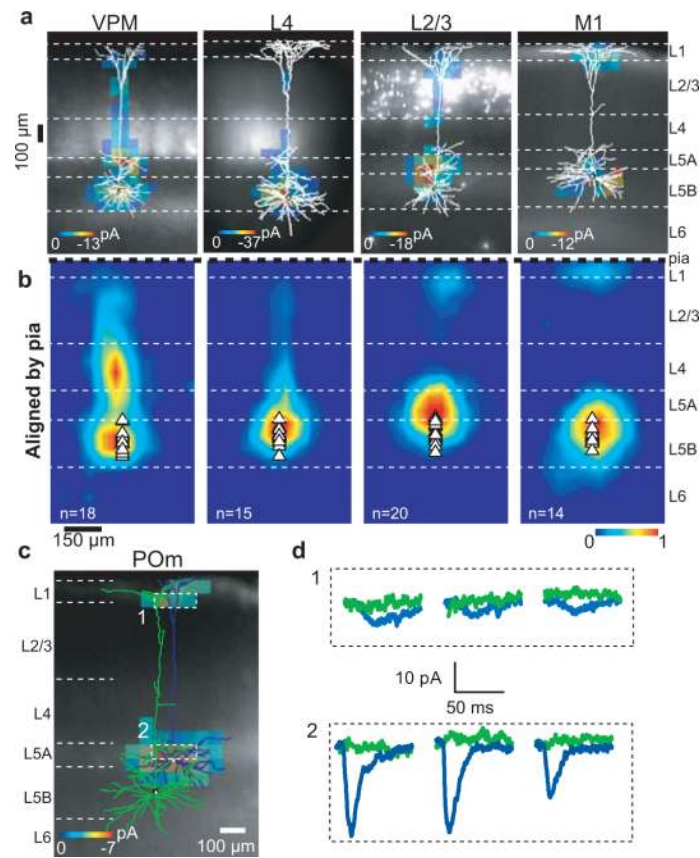 a
VPM L4 L2/3 M1
100 µm
L1
L2/3
L4
L5A
L5B
L6
0 -13 pA
0 -37 pA
0 -18 pA
0 -12 pA
pia
b
Aligned by pia
L1
L2/3
L4
L5A
L5B
L6
n=18 n=15 n=20 n=14
150 µm
0 1
c
POm
L1
L2/3
L4
L5A
L5B
L6
1
2
0 -7 pA
100 µm
d
1
10 pA
50 ms
2